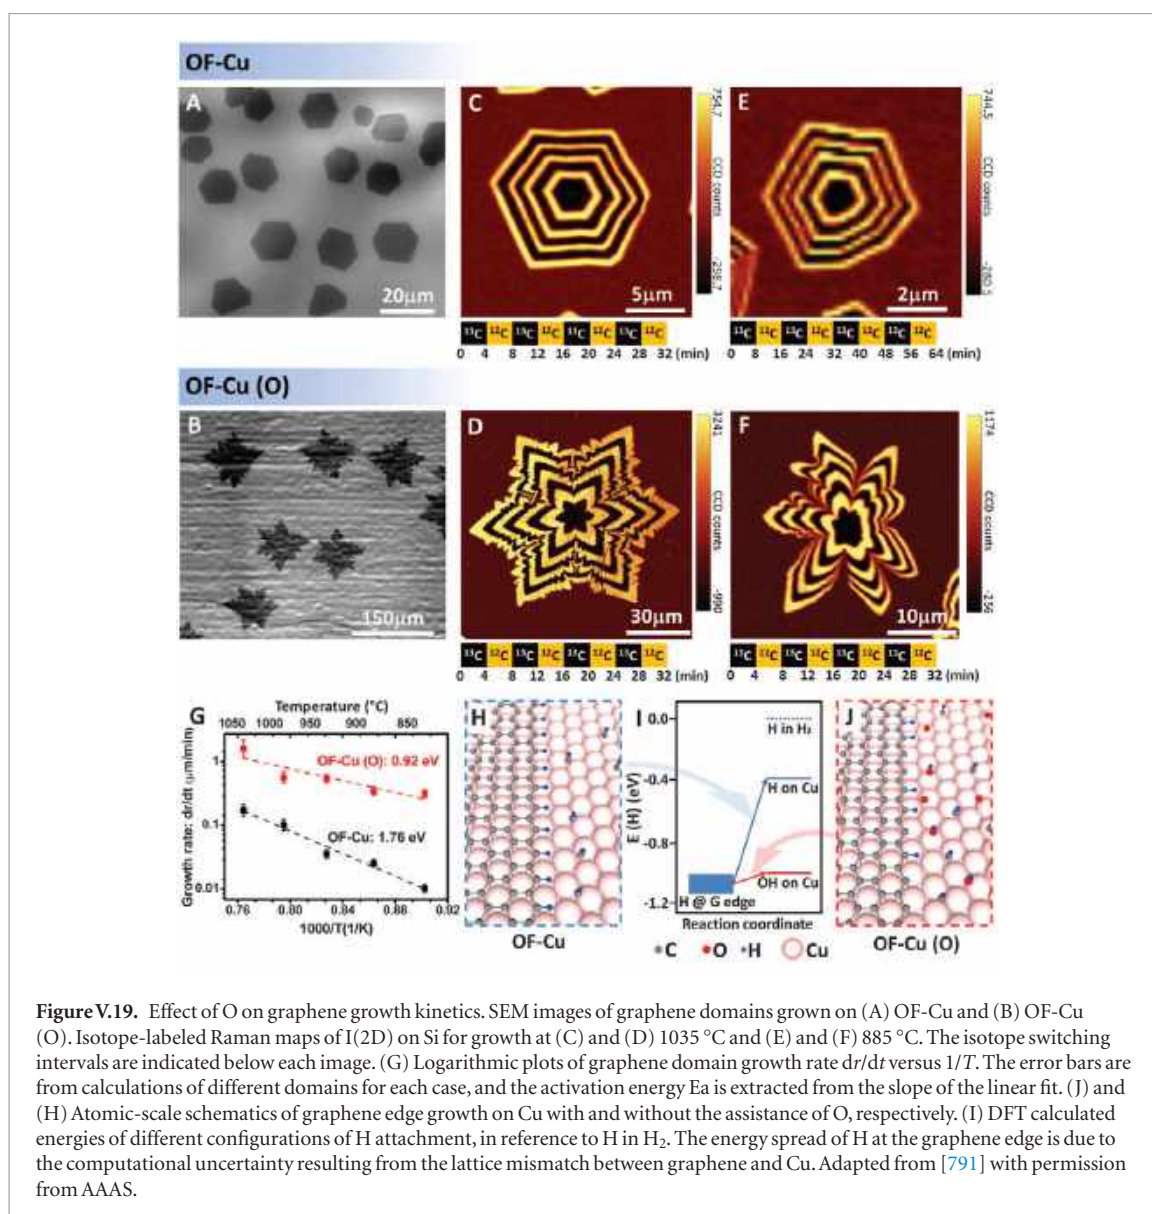 OF-Cu
A
20μm
C
5μm
754.7
CCD counts
-258.7
E
2μm
744.5
CCD counts
-280.5
¹³C ¹²C ¹³C ¹²C ¹³C ¹²C ¹³C ¹²C
0 4 8 12 16 20 24 28 32 (min)
¹³C ¹²C ¹³C ¹²C ¹³C ¹²C ¹³C ¹²C
0 8 16 24 32 40 48 56 64 (min)
OF-Cu (O)
B
150μm
D
30μm
3241
CCD counts
-990
F
10μm
1174
CCD counts
-256
¹³C ¹²C ¹³C ¹²C ¹³C ¹²C ¹³C ¹²C
0 4 8 12 16 20 24 28 32 (min)
¹³C ¹²C ¹³C ¹²C ¹³C ¹²C ¹³C ¹²C
0 4 8 12 16 20 24 28 32 (min)
G
Temperature (°C)
1050 1000 950 900 850
Growth rate: dr/dt (μm/min)
1
0.1
0.01
OF-Cu (O): 0.92 eV
OF-Cu: 1.76 eV
0.76 0.80 0.84 0.88 0.92
1000/T(1/K)
H
OF-Cu
I
E (H) (eV)
0.0
-0.4
-0.8
-1.2
H in H₂
H on Cu
OH on Cu
H @ G edge
Reaction coordinate
J
OF-Cu (O)
C O H Cu
Figure V.19. Effect of O on graphene growth kinetics. SEM images of graphene domains grown on (A) OF-Cu and (B) OF-Cu
(O). Isotope-labeled Raman maps of I(2D) on Si for growth at (C) and (D) 1035 °C and (E) and (F) 885 °C. The isotope switching
intervals are indicated below each image. (G) Logarithmic plots of graphene domain growth rate dr/dt versus 1/T. The error bars are
from calculations of different domains for each case, and the activation energy Ea is extracted from the slope of the linear fit. (J) and
(H) Atomic-scale schematics of graphene edge growth on Cu with and without the assistance of O, respectively. (I) DFT calculated
energies of different configurations of H attachment, in reference to H in H₂. The energy spread of H at the graphene edge is due to
the computational uncertainty resulting from the lattice mismatch between graphene and Cu. Adapted from [791] with permission
from AAAS.